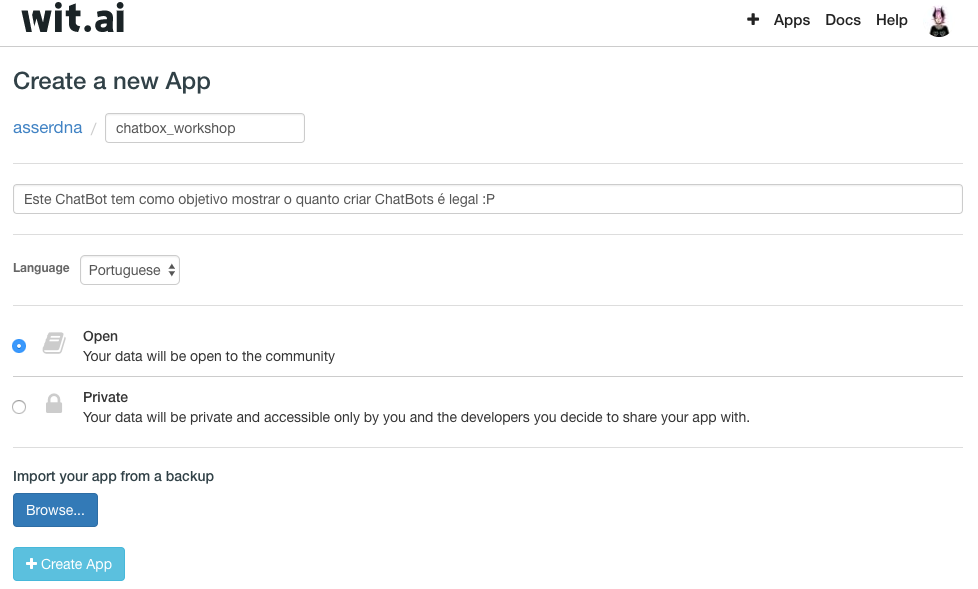 wit.ai
+ Apps Docs Help
Create a new App
asserdna / chatbox_workshop
Este ChatBot tem como objetivo mostrar o quanto criar ChatBots é legal :P
Language Portuguese
Open
Your data will be open to the community
Private
Your data will be private and accessible only by you and the developers you decide to share your app with.
Import your app from a backup
Browse...
+ Create App